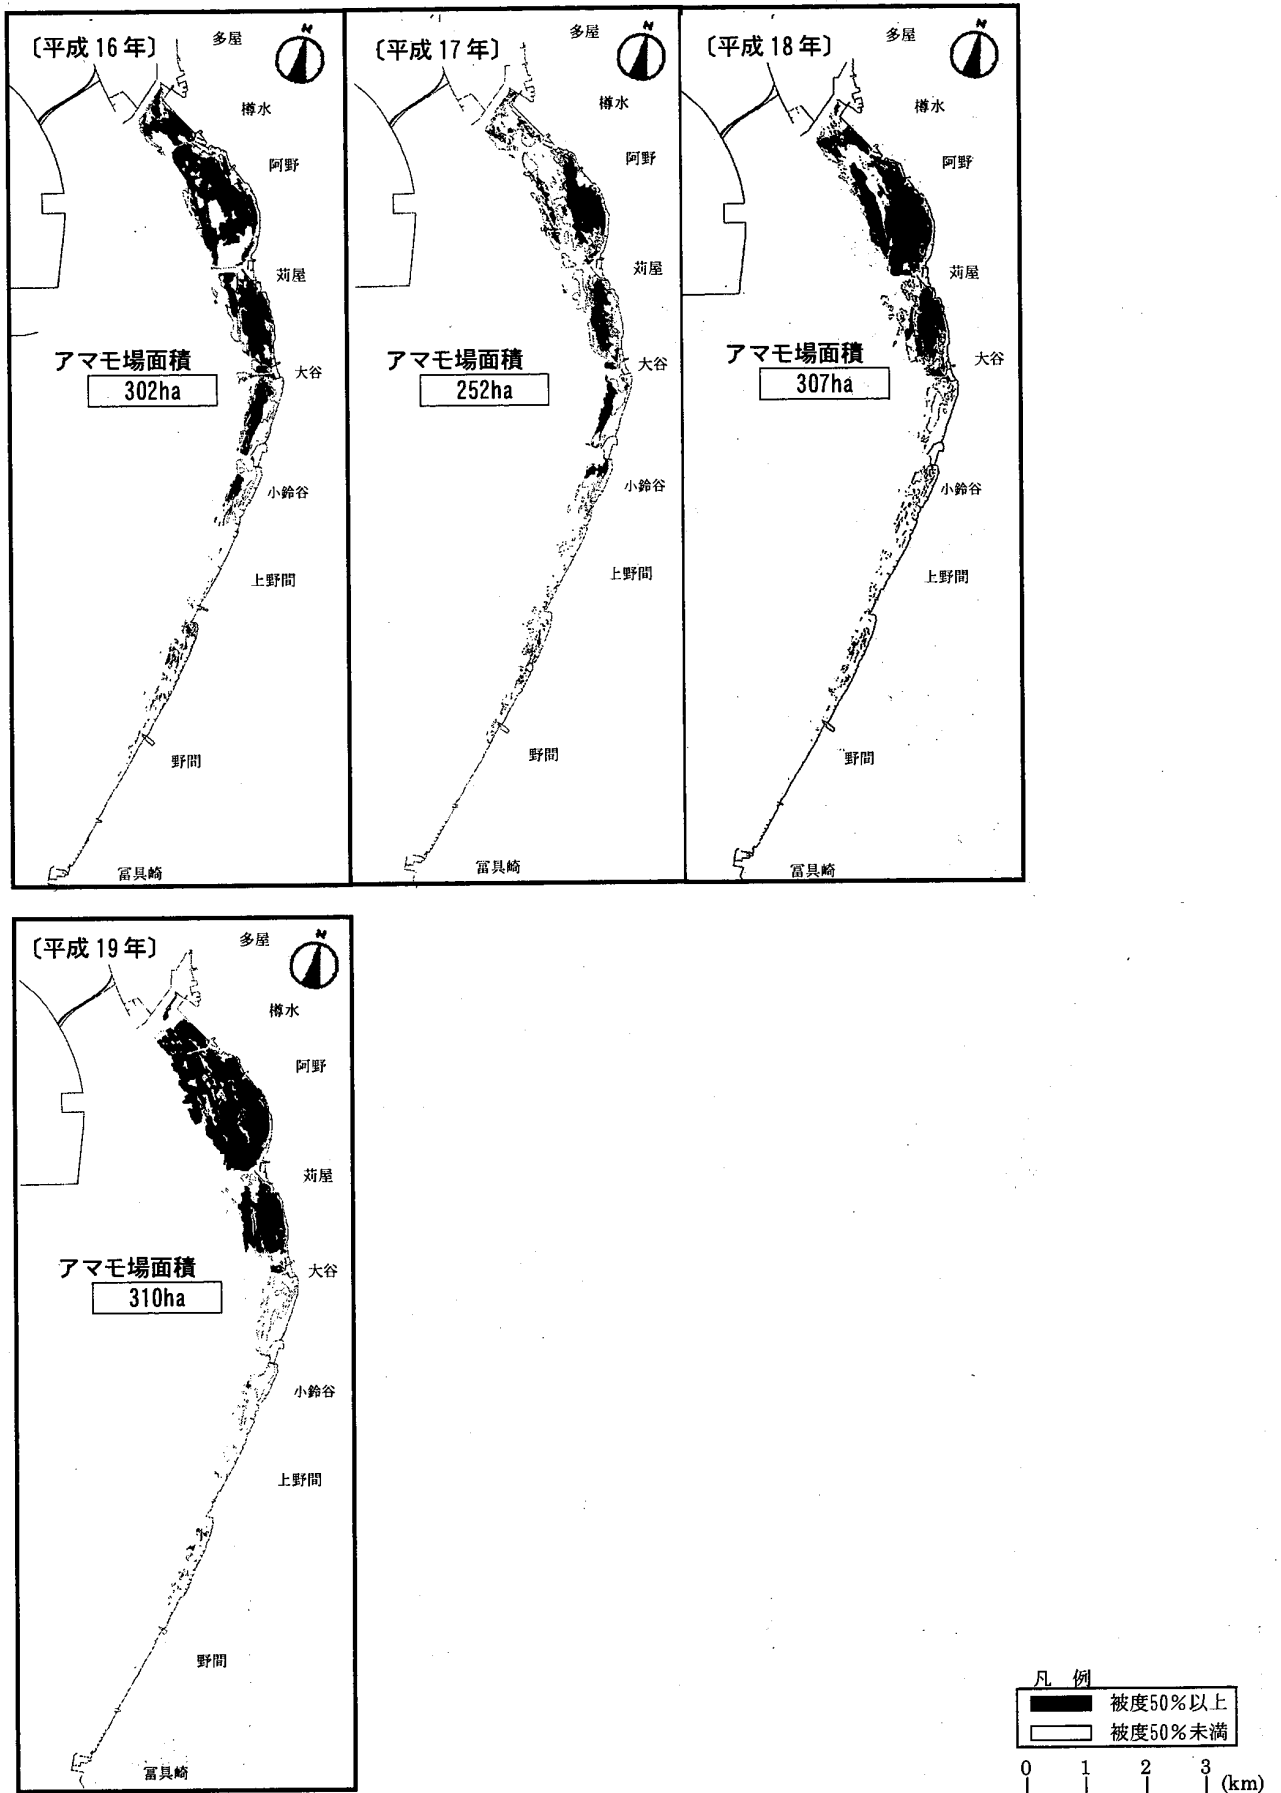 〔平成16年〕
N
多屋
樽水
阿野
苅屋
アマモ場面積
302ha
大谷
小鈴谷
上野間
野間
冨具崎
〔平成17年〕
N
多屋
樽水
阿野
苅屋
アマモ場面積
252ha
大谷
小鈴谷
上野間
野間
冨具崎
〔平成18年〕
N
多屋
樽水
阿野
苅屋
アマモ場面積
307ha
大谷
小鈴谷
上野間
野間
冨具崎
〔平成19年〕
N
多屋
樽水
阿野
苅屋
アマモ場面積
310ha
大谷
小鈴谷
上野間
野間
冨具崎
凡 例
被度50%以上
被度50%未満
0 1 2 3 (km)